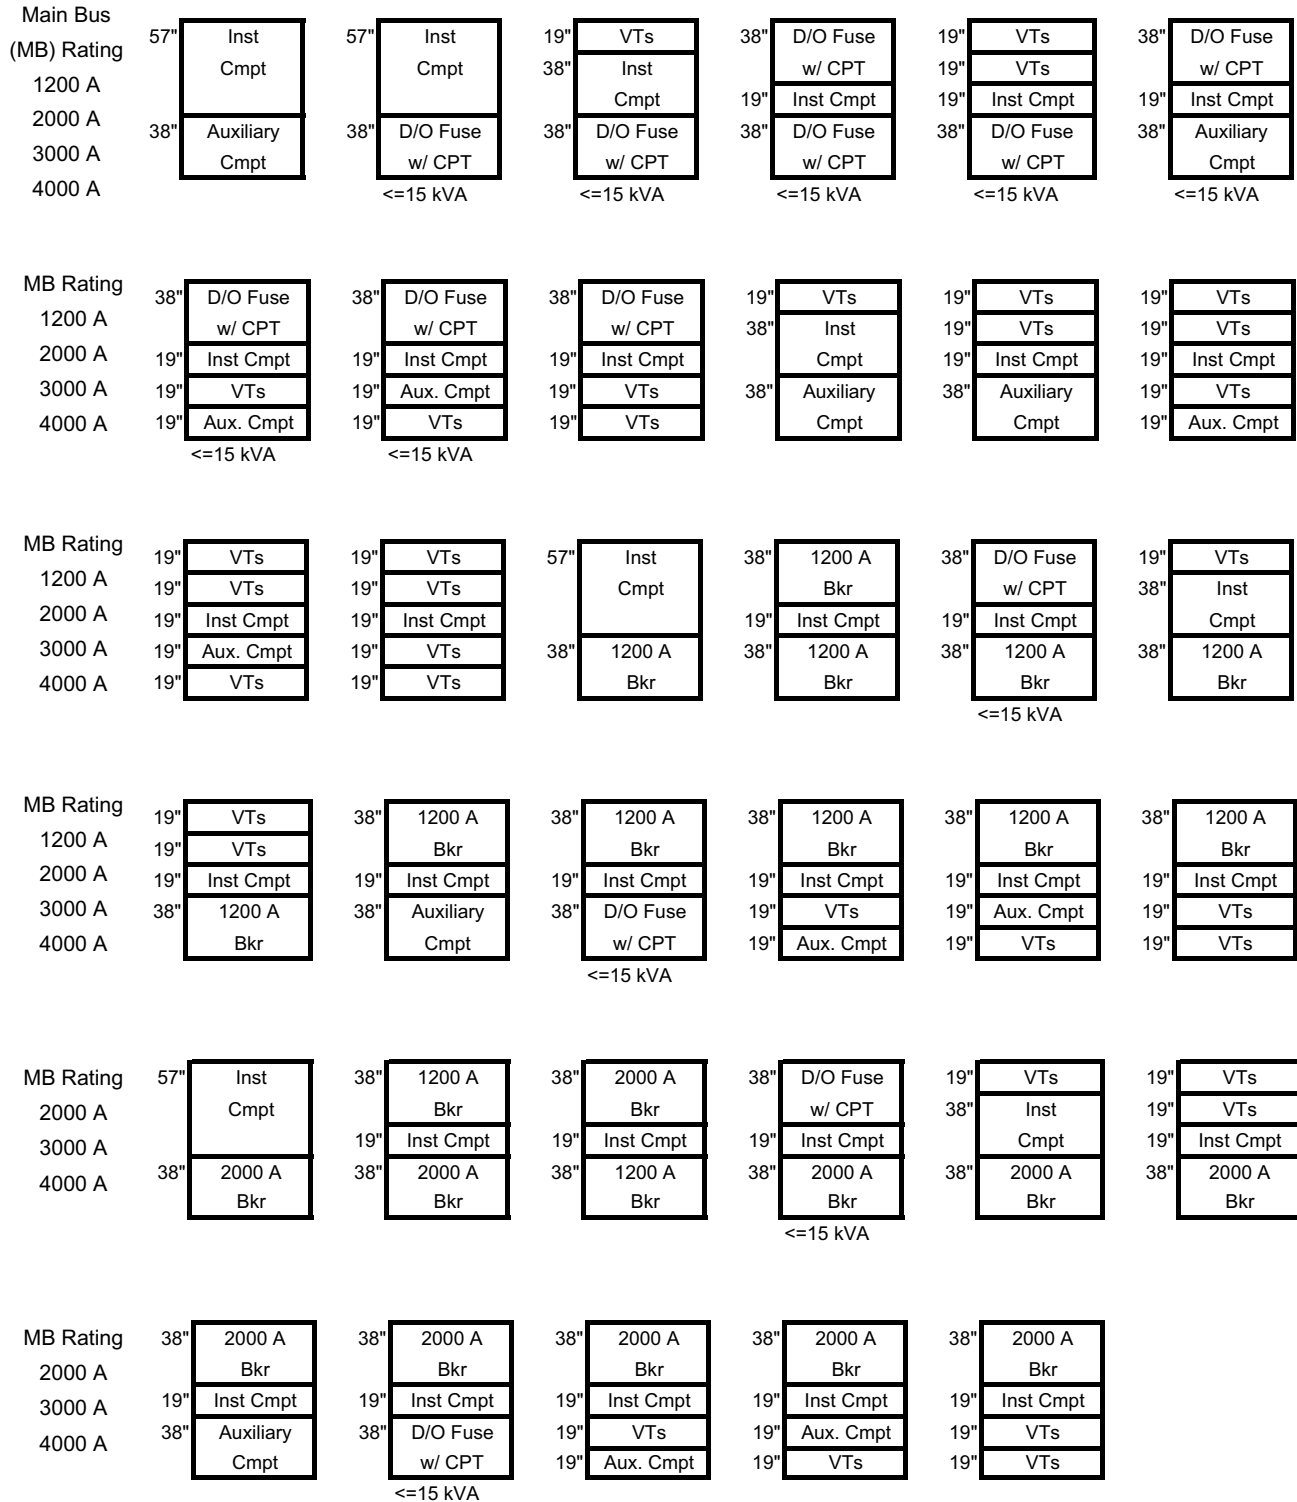 Main Bus
(MB) Rating
1200 A
2000 A
3000 A
4000 A
57" Inst
Cmpt
38" Auxiliary
Cmpt
57" Inst
Cmpt
38" D/O Fuse
w/ CPT
<=15 kVA
19" VTs
38" Inst
Cmpt
38" D/O Fuse
w/ CPT
<=15 kVA
38" D/O Fuse
w/ CPT
19" Inst Cmpt
38" D/O Fuse
w/ CPT
<=15 kVA
19" VTs
19" VTs
19" Inst Cmpt
38" D/O Fuse
w/ CPT
<=15 kVA
38" D/O Fuse
w/ CPT
19" Inst Cmpt
38" Auxiliary
Cmpt
<=15 kVA
MB Rating
1200 A
2000 A
3000 A
4000 A
38" D/O Fuse
w/ CPT
19" Inst Cmpt
19" VTs
19" Aux. Cmpt
<=15 kVA
38" D/O Fuse
w/ CPT
19" Inst Cmpt
19" Aux. Cmpt
19" VTs
<=15 kVA
38" D/O Fuse
w/ CPT
19" Inst Cmpt
19" VTs
19" VTs
19" VTs
38" Inst
Cmpt
38" Auxiliary
Cmpt
19" VTs
19" VTs
19" Inst Cmpt
38" Auxiliary
Cmpt
19" VTs
19" VTs
19" Inst Cmpt
19" VTs
19" Aux. Cmpt
MB Rating
1200 A
2000 A
3000 A
4000 A
19" VTs
19" VTs
19" Inst Cmpt
19" Aux. Cmpt
19" VTs
19" VTs
19" VTs
19" Inst Cmpt
19" VTs
19" VTs
57" Inst
Cmpt
38" 1200 A
Bkr
38" 1200 A
Bkr
19" Inst Cmpt
38" 1200 A
Bkr
38" D/O Fuse
w/ CPT
19" Inst Cmpt
38" 1200 A
Bkr
<=15 kVA
19" VTs
38" Inst
Cmpt
38" 1200 A
Bkr
MB Rating
1200 A
2000 A
3000 A
4000 A
19" VTs
19" VTs
19" Inst Cmpt
38" 1200 A
Bkr
38" 1200 A
Bkr
19" Inst Cmpt
38" Auxiliary
Cmpt
38" 1200 A
Bkr
19" Inst Cmpt
38" D/O Fuse
w/ CPT
<=15 kVA
38" 1200 A
Bkr
19" Inst Cmpt
19" VTs
19" Aux. Cmpt
38" 1200 A
Bkr
19" Inst Cmpt
19" Aux. Cmpt
19" VTs
38" 1200 A
Bkr
19" Inst Cmpt
19" VTs
19" VTs
MB Rating
2000 A
3000 A
4000 A
57" Inst
Cmpt
38" 2000 A
Bkr
38" 1200 A
Bkr
19" Inst Cmpt
38" 2000 A
Bkr
38" 2000 A
Bkr
19" Inst Cmpt
38" 1200 A
Bkr
38" D/O Fuse
w/ CPT
19" Inst Cmpt
38" 2000 A
Bkr
<=15 kVA
19" VTs
38" Inst
Cmpt
38" 2000 A
Bkr
19" VTs
19" VTs
19" Inst Cmpt
38" 2000 A
Bkr
MB Rating
2000 A
3000 A
4000 A
38" 2000 A
Bkr
19" Inst Cmpt
38" Auxiliary
Cmpt
38" 2000 A
Bkr
19" Inst Cmpt
38" D/O Fuse
w/ CPT
<=15 kVA
38" 2000 A
Bkr
19" Inst Cmpt
19" VTs
19" Aux. Cmpt
38" 2000 A
Bkr
19" Inst Cmpt
19" Aux. Cmpt
19" VTs
38" 2000 A
Bkr
19" Inst Cmpt
19" VTs
19" VTs